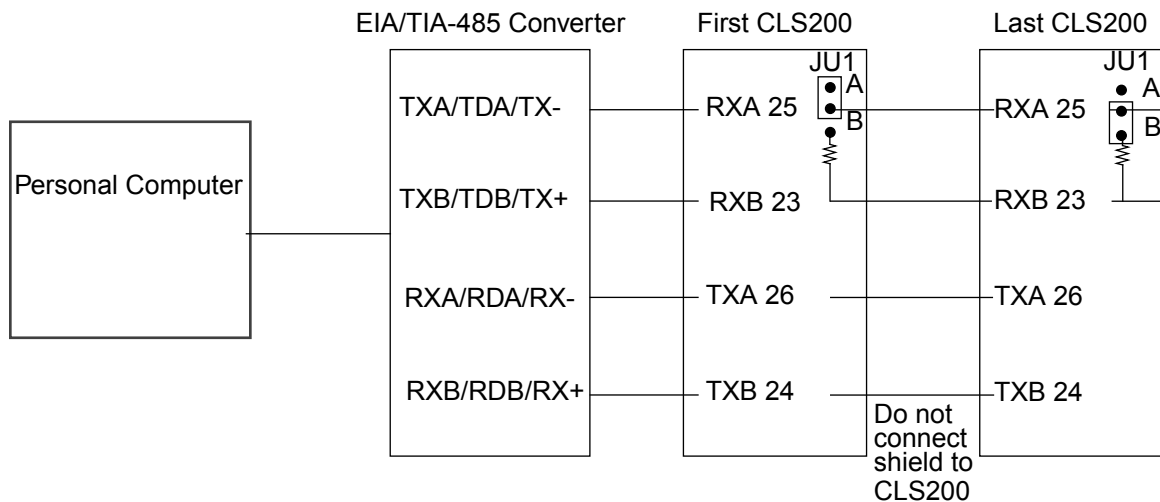 EIA/TIA-485 Converter
First CLS200
Last CLS200
JU1
A
B
JU1
A
B
Personal Computer
TXA/TDA/TX-
RXA 25
RXA 25
TXB/TDB/TX+
RXB 23
RXB 23
RXA/RDA/RX-
TXA 26
TXA 26
RXB/RDB/RX+
TXB 24
TXB 24
Do not
connect
shield to
CLS200